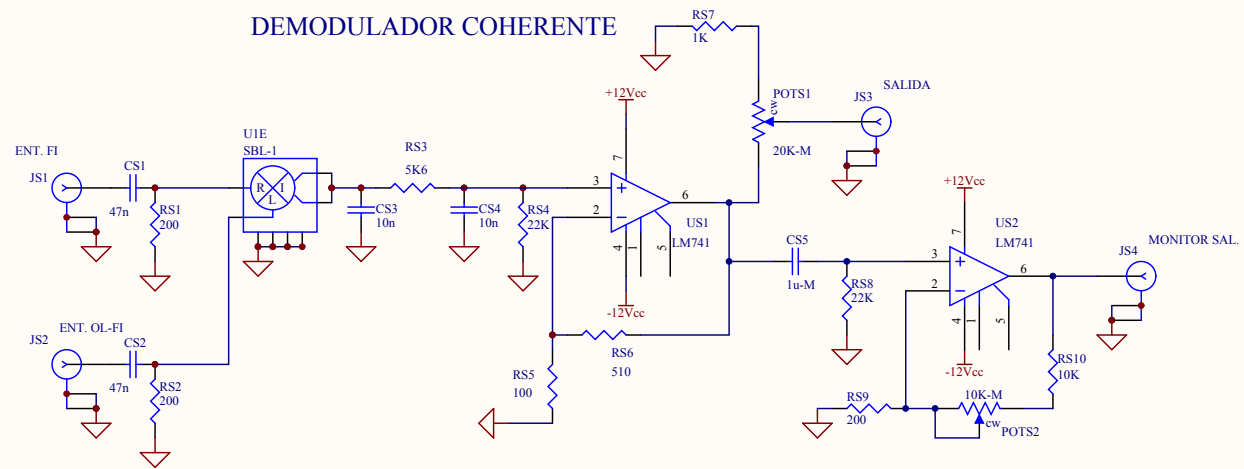 DEMODULADOR COHERENTE
RS7
1K
POTS1
cw
20K-M
JS3
SALIDA
ENT. FI
JS1
CS1
47n
RS1
200
U1E
SBL-1
R
I
L
RS3
5K6
CS3
10n
CS4
10n
RS4
22K
+12Vcc
7
3
2
6
4
1
5
US1
LM741
-12Vcc
CS5
1u-M
RS8
22K
+12Vcc
7
3
2
6
4
1
5
US2
LM741
-12Vcc
JS4
MONITOR SAL.
ENT. OL-FI
JS2
CS2
47n
RS2
200
RS6
510
RS5
100
RS10
10K
RS9
200
10K-M
cw
POTS2